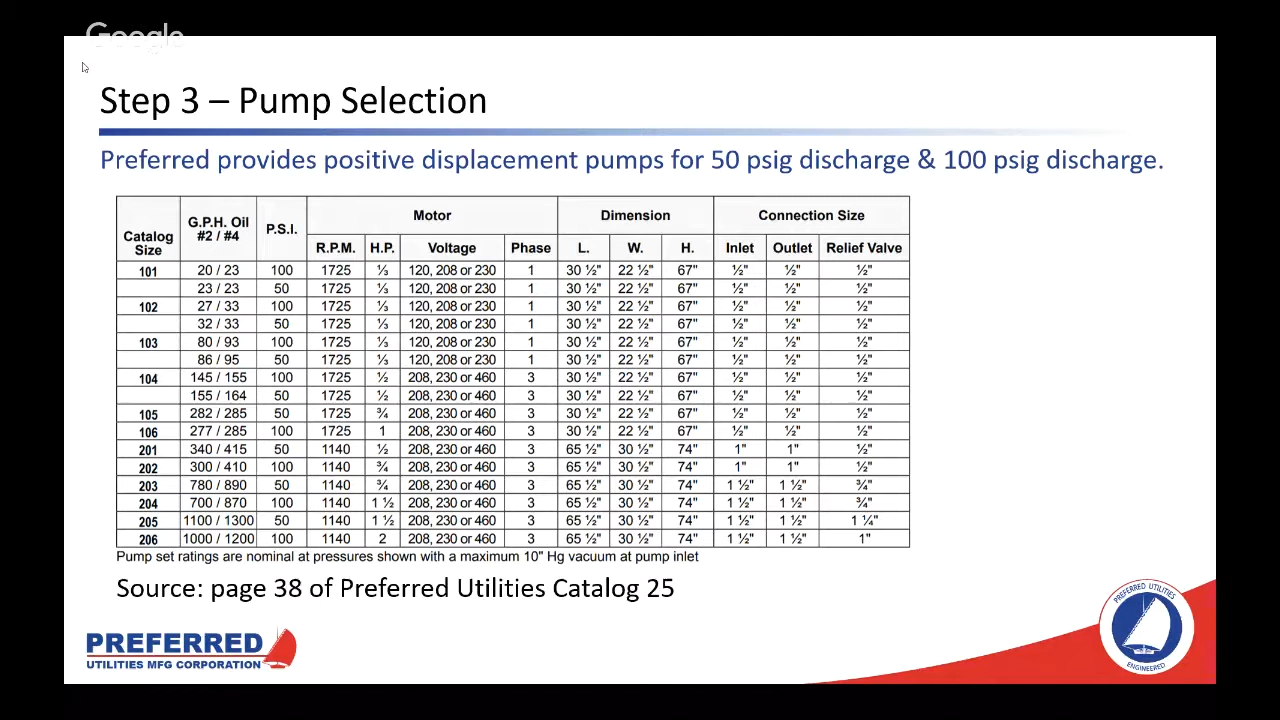 Google
Step 3 – Pump Selection
Preferred provides positive displacement pumps for 50 psig discharge & 100 psig discharge.
Catalog Size G.P.H. Oil #2 / #4 P.S.I. Motor Dimension Connection Size
R.P.M. H.P. Voltage Phase L. W. H. Inlet Outlet Relief Valve
101 20 / 23 100 1725 ⅓ 120, 208 or 230 1 30 ½" 22 ½" 67" ½" ½" ½"
23 / 23 50 1725 ⅓ 120, 208 or 230 1 30 ½" 22 ½" 67" ½" ½" ½"
102 27 / 33 100 1725 ⅓ 120, 208 or 230 1 30 ½" 22 ½" 67" ½" ½" ½"
32 / 33 50 1725 ⅓ 120, 208 or 230 1 30 ½" 22 ½" 67" ½" ½" ½"
103 80 / 93 100 1725 ⅓ 120, 208 or 230 1 30 ½" 22 ½" 67" ½" ½" ½"
86 / 95 50 1725 ⅓ 120, 208 or 230 1 30 ½" 22 ½" 67" ½" ½" ½"
104 145 / 155 100 1725 ½ 208, 230 or 460 3 30 ½" 22 ½" 67" ½" ½" ½"
155 / 164 50 1725 ½ 208, 230 or 460 3 30 ½" 22 ½" 67" ½" ½" ½"
105 282 / 285 50 1725 ¾ 208, 230 or 460 3 30 ½" 22 ½" 67" ½" ½" ½"
106 277 / 285 100 1725 1 208, 230 or 460 3 30 ½" 22 ½" 67" ½" ½" ½"
201 340 / 415 50 1140 ½ 208, 230 or 460 3 65 ½" 30 ½" 74" 1" 1" ½"
202 300 / 410 100 1140 ¾ 208, 230 or 460 3 65 ½" 30 ½" 74" 1" 1" ½"
203 780 / 890 50 1140 ¾ 208, 230 or 460 3 65 ½" 30 ½" 74" 1 ½" 1 ½" ¾"
204 700 / 870 100 1140 1 ½ 208, 230 or 460 3 65 ½" 30 ½" 74" 1 ½" 1 ½" ¾"
205 1100 / 1300 50 1140 1 ½ 208, 230 or 460 3 65 ½" 30 ½" 74" 1 ½" 1 ½" 1 ¼"
206 1000 / 1200 100 1140 2 208, 230 or 460 3 65 ½" 30 ½" 74" 1 ½" 1 ½" 1"
Pump set ratings are nominal at pressures shown with a maximum 10" Hg vacuum at pump inlet
Source: page 38 of Preferred Utilities Catalog 25
PREFERRED
UTILITIES MFG CORPORATION
PREFERRED UTILITIES
ENGINEERED